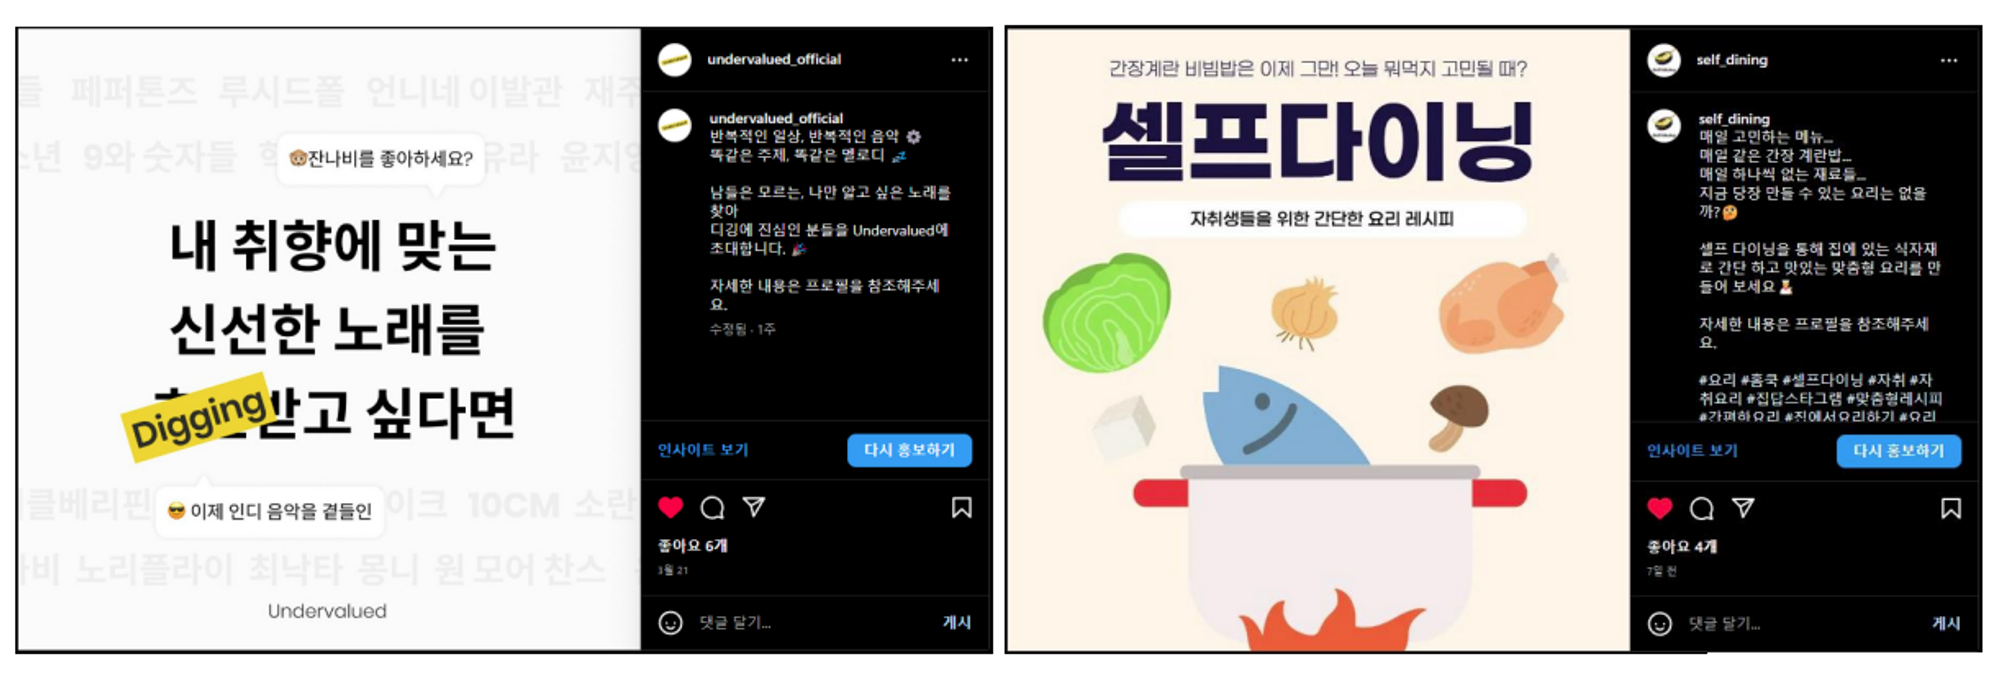 들 페퍼톤즈 루시드폴 언니네 이발관 재주
소년 9와 숫자들 유라 윤지영
🐵잔나비를 좋아하세요?
내 취향에 맞는
신선한 노래를
Digging 받고 싶다면
😎 이제 인디 음악을 곁들인
클베리핀 이크 10CM 소란
나비 노리플라이 최낙타 몽니 원 모어 찬스
Undervalued
undervalued_official
undervalued_official
반복적인 일상, 반복적인 음악 ⚙️
똑같은 주제, 똑같은 멜로디 💤
남들은 모르는, 나만 알고 싶은 노래를
찾아
디깅에 진심인 분들을 Undervalued에
초대합니다. 🎉
자세한 내용은 프로필을 참조해주세
요.
수정됨 · 1주
인사이트 보기
다시 홍보하기
좋아요 6개
3월 21
댓글 달기...
게시
간장계란 비빔밥은 이제 그만! 오늘 뭐먹지 고민될 때?
셀프다이닝
자취생들을 위한 간단한 요리 레시피
self_dining
self_dining
매일 고민하는 메뉴...
매일 같은 간장 계란밥...
매일 하나씩 없는 재료들...
지금 당장 만들 수 있는 요리는 없을
까?🤔
셀프 다이닝을 통해 집에 있는 식자재
로 간단 하고 맛있는 맞춤형 요리를 만
들어 보세요👨‍🍳
자세한 내용은 프로필을 참조해주세
요.
#요리 #홈쿡 #셀프다이닝 #자취 #자
취요리 #집밥스타그램 #맞춤형레시피
#간편한요리 #집에서요리하기 #요리
인사이트 보기
다시 홍보하기
좋아요 4개
7일 전
댓글 달기...
게시